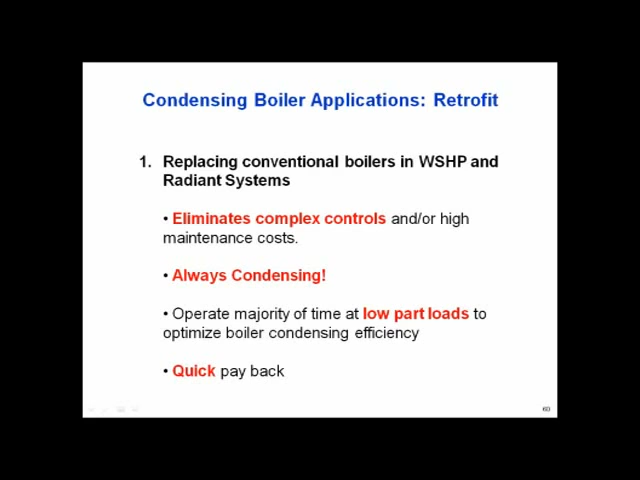 Condensing Boiler Applications: Retrofit
1. Replacing conventional boilers in WSHP and
Radiant Systems
• Eliminates complex controls and/or high
maintenance costs.
• Always Condensing!
• Operate majority of time at low part loads to
optimize boiler condensing efficiency
• Quick pay back
60